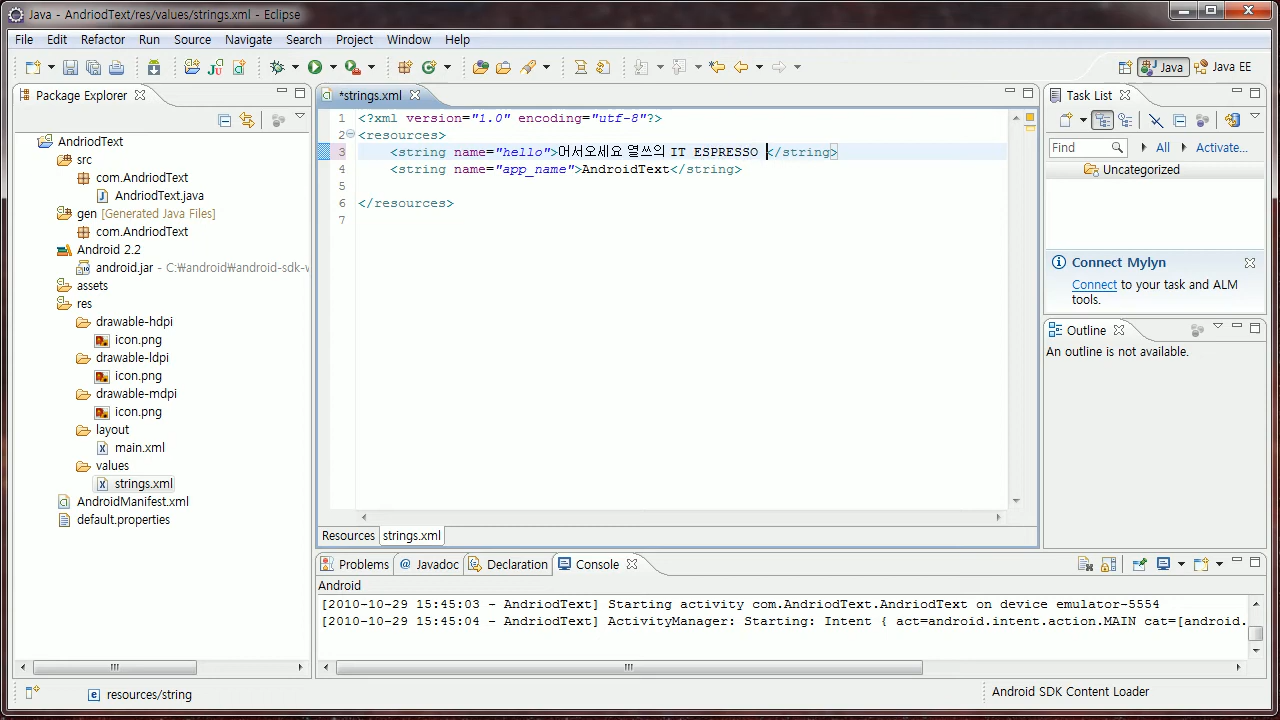 Java - AndriodText/res/values/strings.xml - Eclipse
File Edit Refactor Run Source Navigate Search Project Window Help
Java
Java EE
Package Explorer
AndriodText
src
com.AndriodText
AndriodText.java
gen [Generated Java Files]
com.AndriodText
Android 2.2
android.jar - C:₩android₩android-sdk-w
assets
res
drawable-hdpi
icon.png
drawable-ldpi
icon.png
drawable-mdpi
icon.png
layout
main.xml
values
strings.xml
AndroidManifest.xml
default.properties
*strings.xml
1 <?xml version="1.0" encoding="utf-8"?>
2 <resources>
3 <string name="hello">어서오세요 열쓰의 IT ESPRESSO </string>
4 <string name="app_name">AndroidText</string>
5
6 </resources>
7
Resources strings.xml
Task List
Find All Activate...
Uncategorized
Connect Mylyn
Connect to your task and ALM
tools.
Outline
An outline is not available.
Problems @ Javadoc Declaration Console
Android
[2010-10-29 15:45:03 - AndriodText] Starting activity com.AndriodText.AndriodText on device emulator-5554
[2010-10-29 15:45:04 - AndriodText] ActivityManager: Starting: Intent { act=android.intent.action.MAIN cat=[android.
resources/string
Android SDK Content Loader